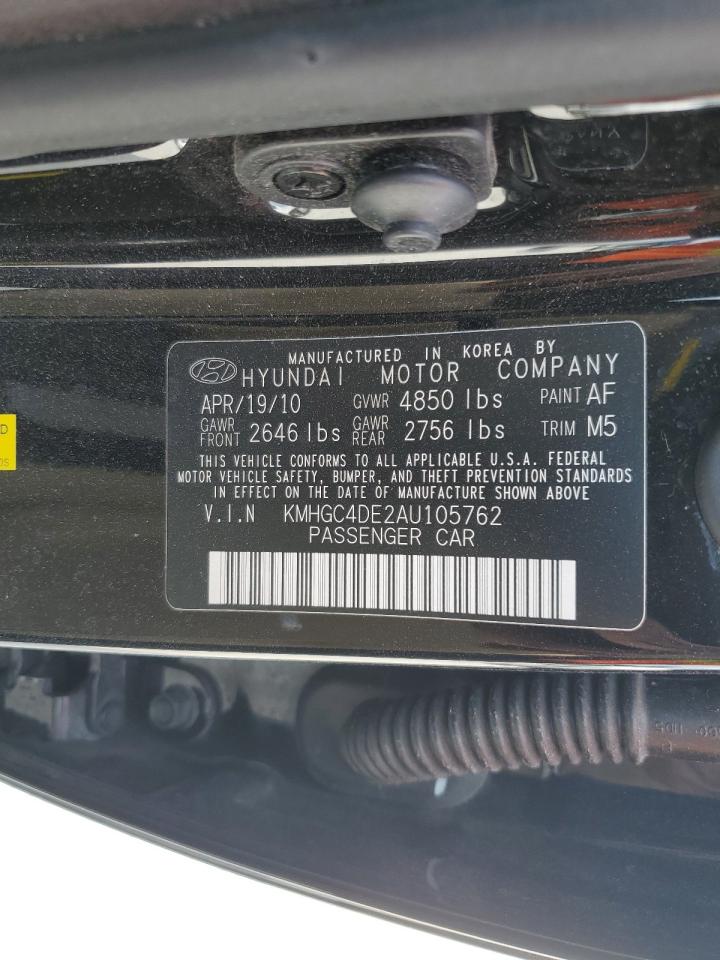 MANUFACTURED IN KOREA BY
HYUNDAI MOTOR COMPANY
APR/19/10 GVWR 4850 lbs PAINT AF
GAWR FRONT 2646 lbs GAWR REAR 2756 lbs TRIM M5
THIS VEHICLE CONFORMS TO ALL APPLICABLE U.S.A. FEDERAL
MOTOR VEHICLE SAFETY, BUMPER, AND THEFT PREVENTION STANDARDS
IN EFFECT ON THE DATE OF MANUFACTURE SHOWN ABOVE
V.I.N KMHGC4DE2AU105762
PASSENGER CAR